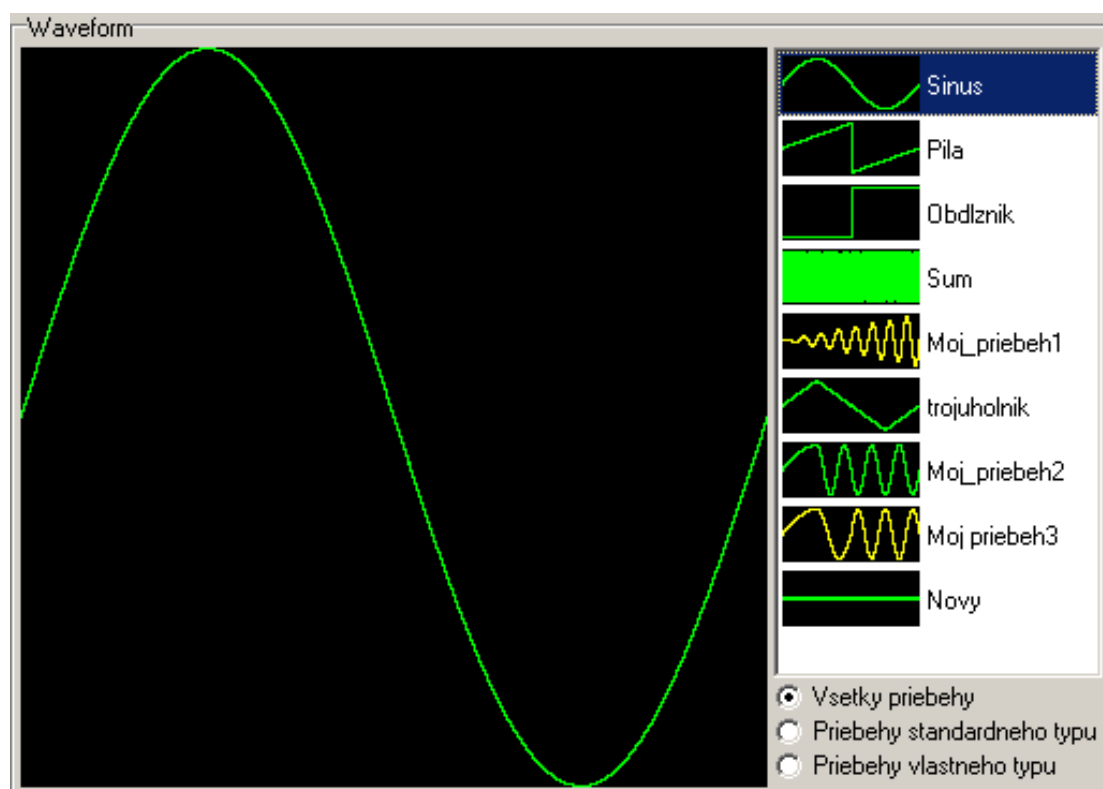 Waveform
Sinus
Pila
Obdlznik
Sum
Moj_priebeh1
trojuholnik
Moj_priebeh2
Moj priebeh3
Novy
Vsetky priebehy
Priebehy standardneho typu
Priebehy vlastneho typu